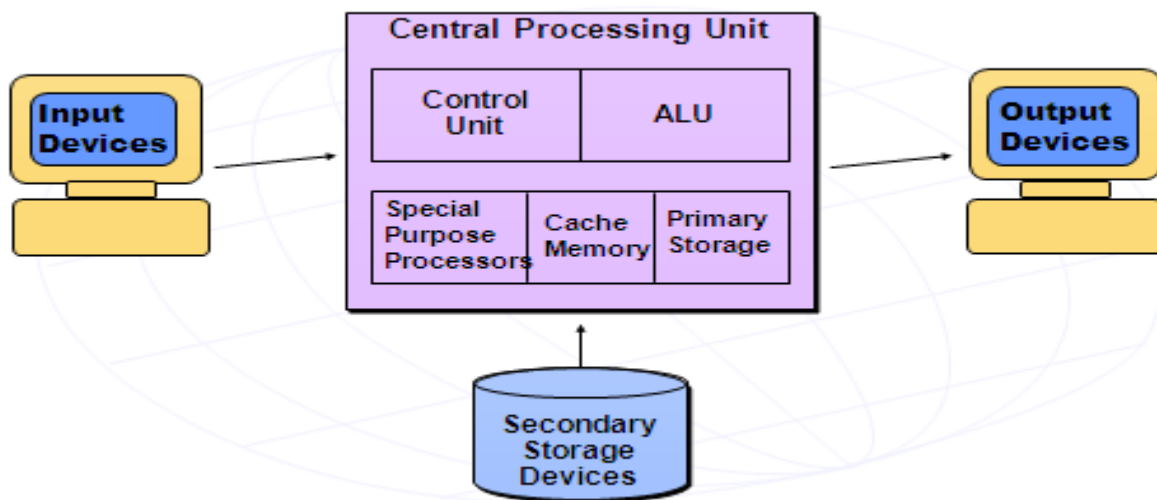 Central Processing Unit
Input
Devices
Control
Unit
ALU
Output
Devices
Special
Purpose
Processors
Cache
Memory
Primary
Storage
Secondary
Storage
Devices